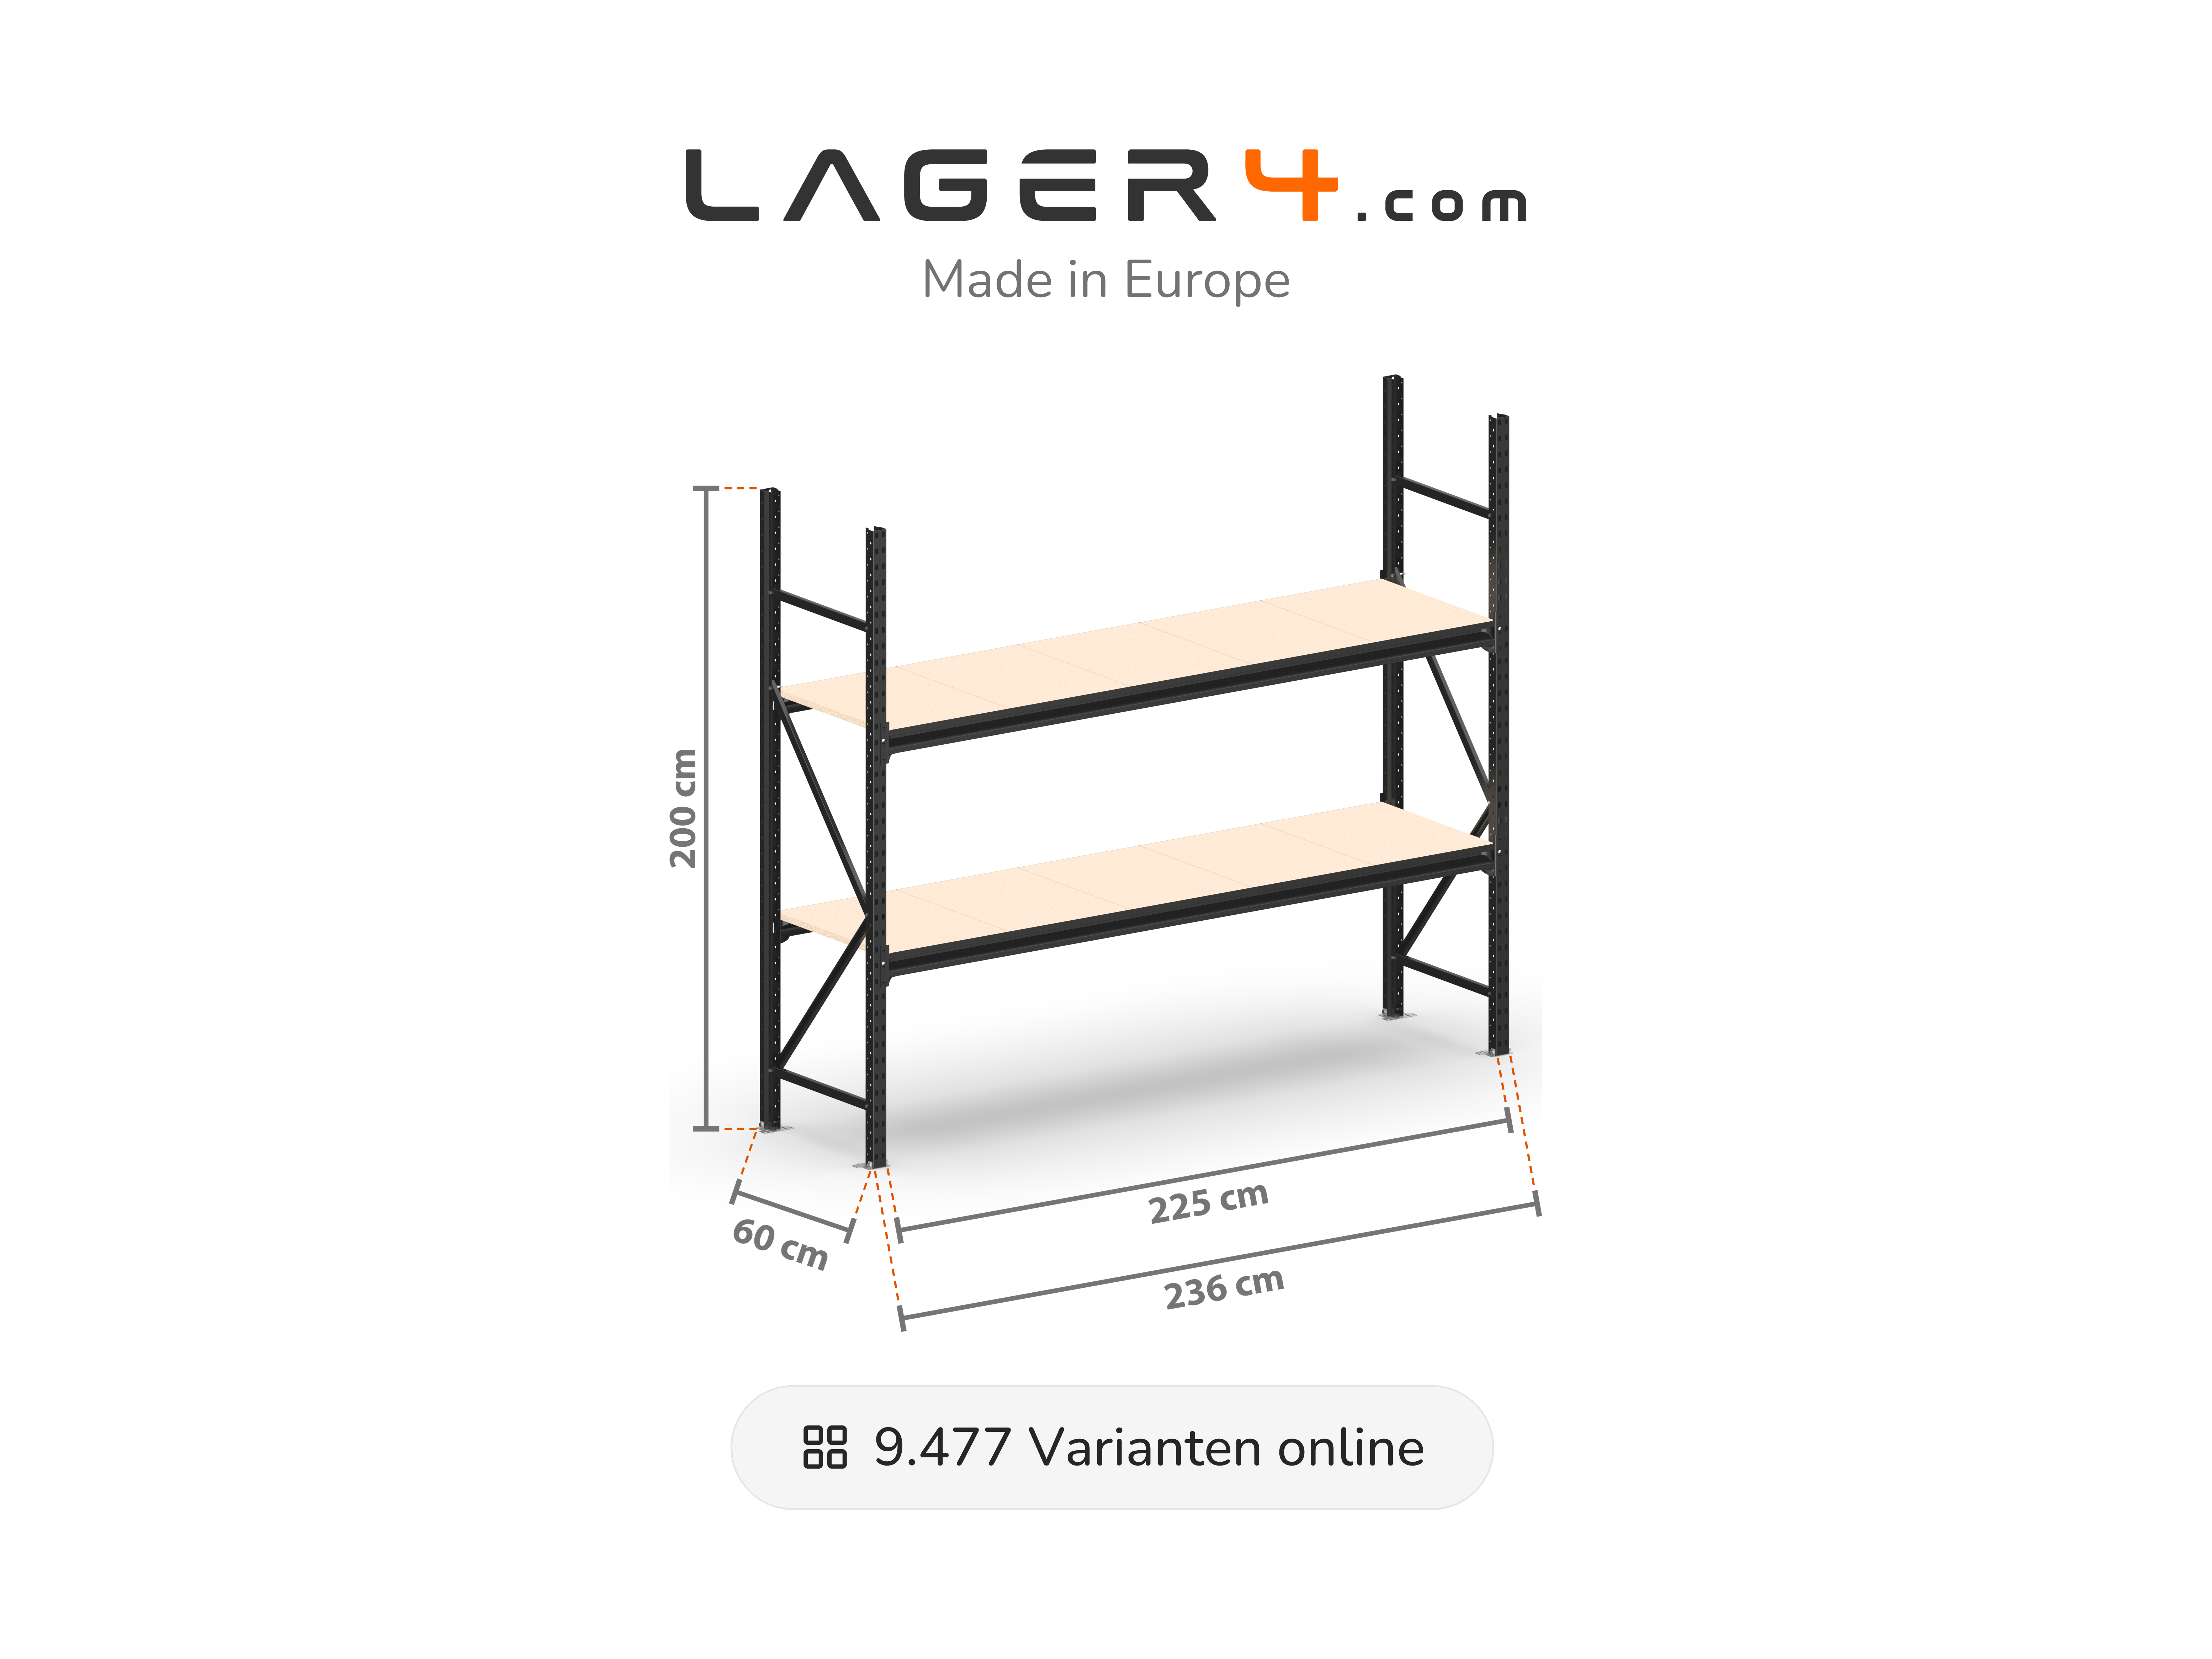 LAGER4.com
Made in Europe
200 cm
60 cm
225 cm
236 cm
9.477 Varianten online